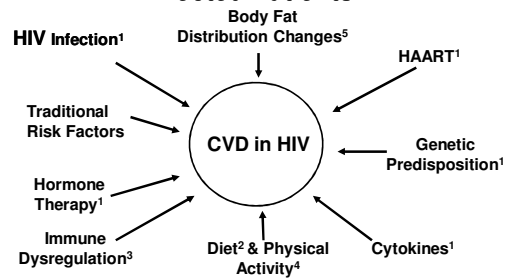 Body Fat
Distribution Changes⁵
HIV Infection¹
HAART¹
Traditional
Risk Factors
CVD in HIV
Genetic
Predisposition¹
Hormone
Therapy¹
Immune
Dysregulation³
Diet² & Physical
Activity⁴
Cytokines¹